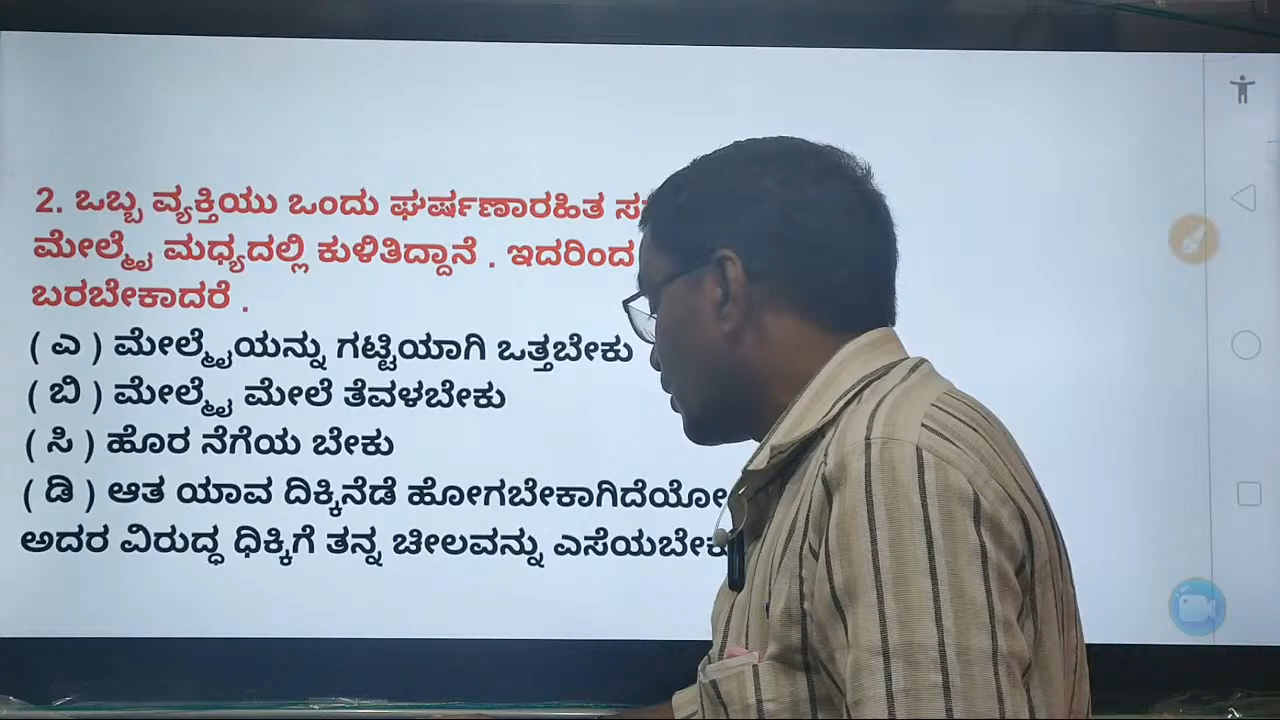 2. ಒಬ್ಬ ವ್ಯಕ್ತಿಯು ಒಂದು ಘರ್ಷಣಾರಹಿತ
ಮೇಲ್ಮೈ ಮಧ್ಯದಲ್ಲಿ ಕುಳಿತಿದ್ದಾನೆ . ಇದರಿಂದ
ಬರಬೇಕಾದರೆ .
( ಎ ) ಮೇಲ್ಮೈಯನ್ನು ಗಟ್ಟಿಯಾಗಿ ಒತ್ತಬೇಕು
( ಬಿ ) ಮೇಲ್ಮೈ ಮೇಲೆ ತೆವಳಬೇಕು
( ಸಿ ) ಹೊರ ನೆಗೆಯ ಬೇಕು
( ಡಿ ) ಆತ ಯಾವ ದಿಕ್ಕಿನೆಡೆ ಹೋಗಬೇಕಾಗಿದೆಯೋ
ಅದರ ವಿರುದ್ಧ ಧಿಕ್ಕಿಗೆ ತನ್ನ ಚೀಲವನ್ನು ಎಸೆಯಬೇಕು